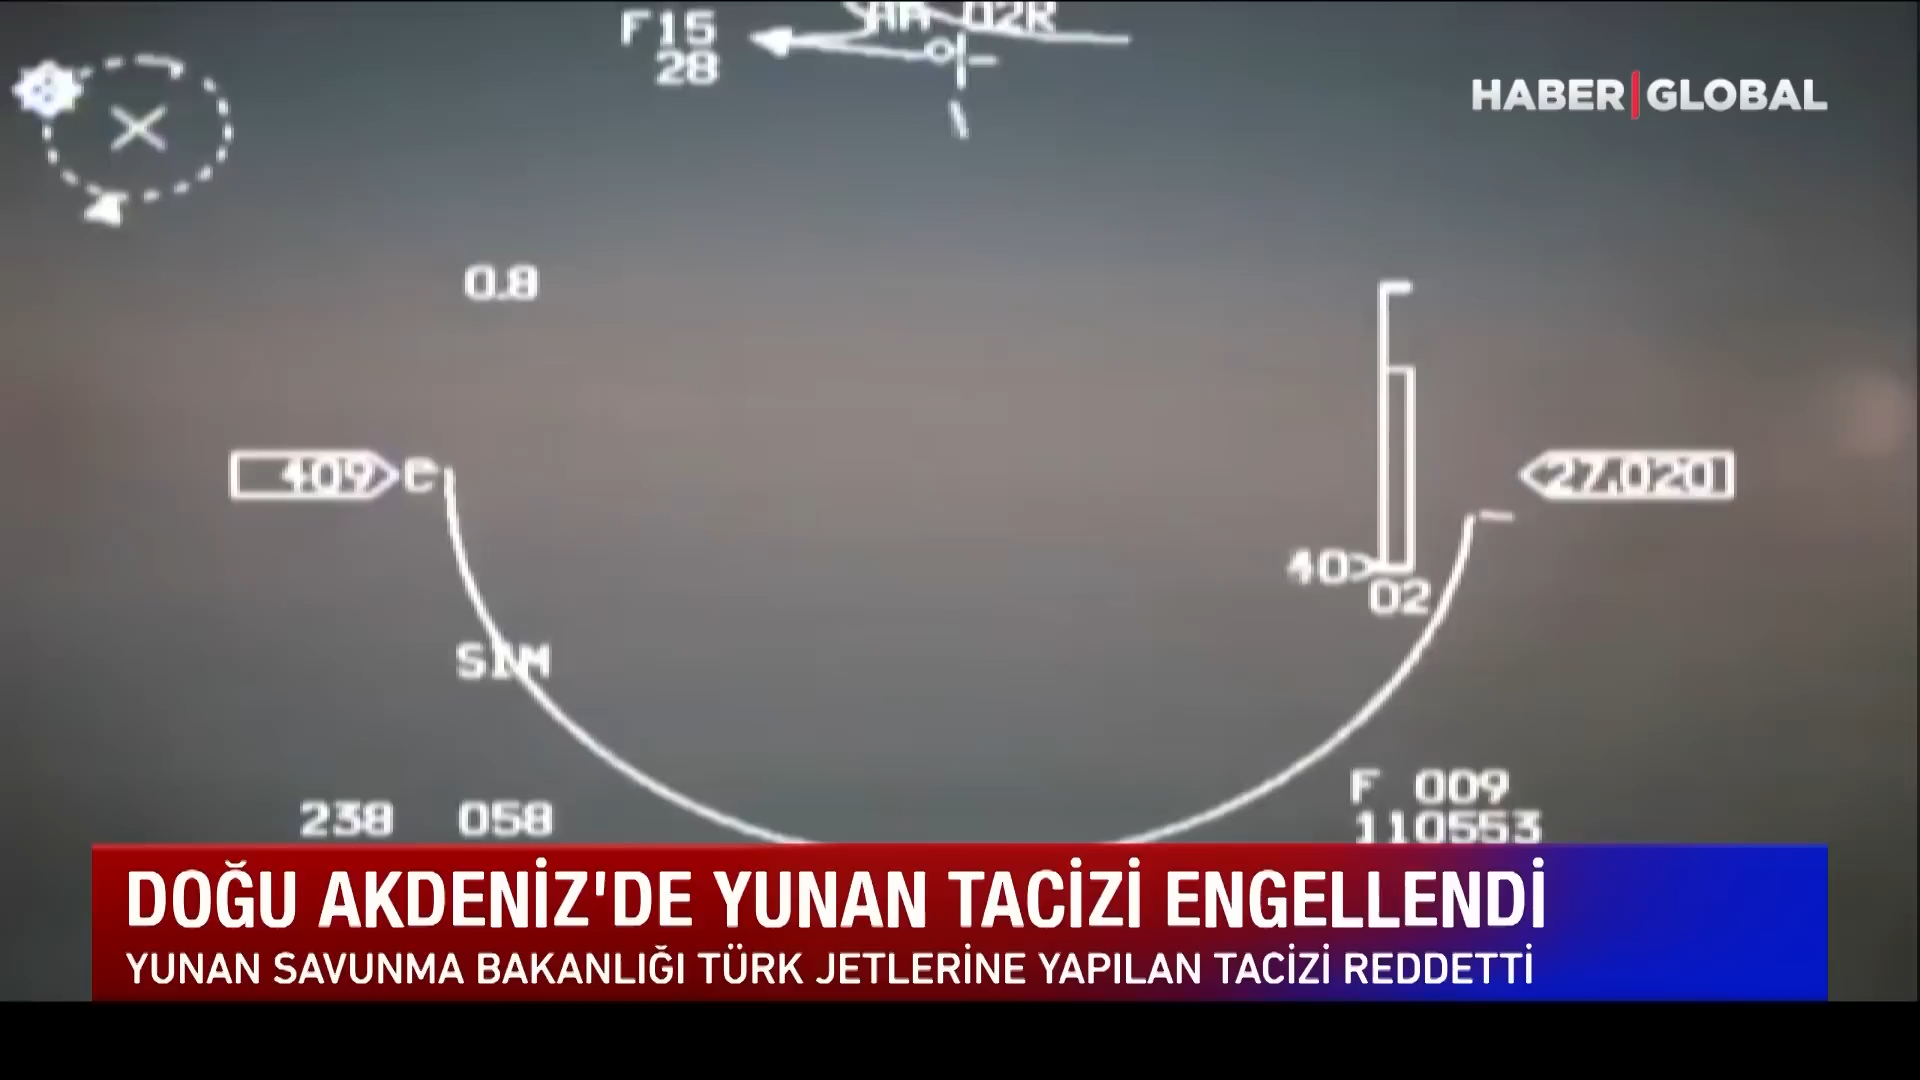 F15
28
02R
HABER|GLOBAL
0.8
409
e
27,020
40
02
SIM
F 009
238 058
110553
DOĞU AKDENİZ'DE YUNAN TACİZİ ENGELLENDİ
YUNAN SAVUNMA BAKANLIĞI TÜRK JETLERİNE YAPILAN TACİZİ REDDETTİ